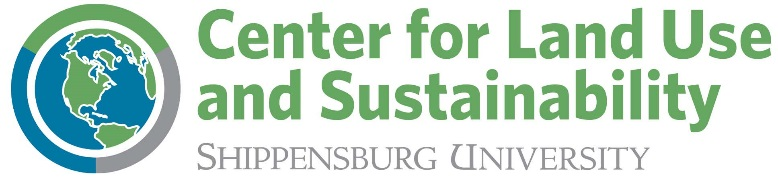 Center for Land Use
and Sustainability
SHIPPENSBURG UNIVERSITY